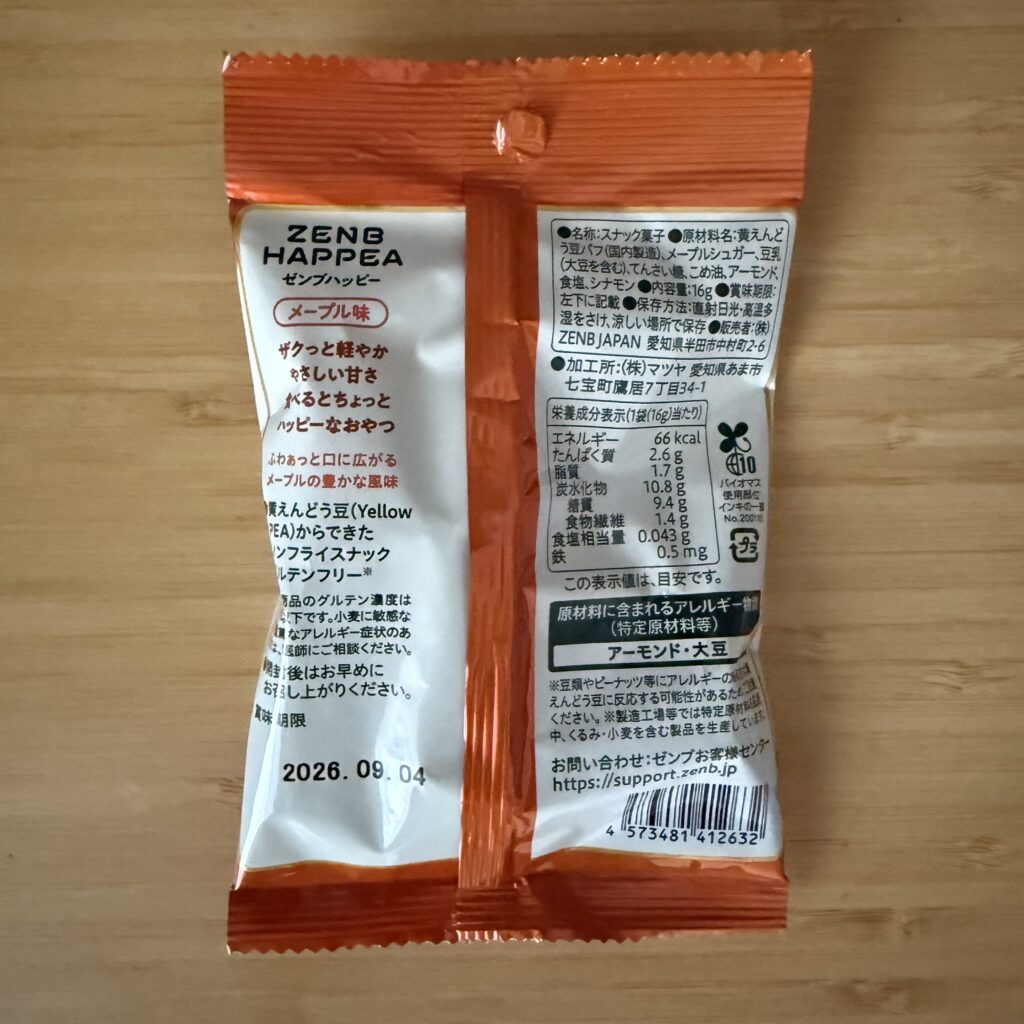 ZENB
HAPPEA
ゼンブハッピー
メープル味
ザクっと軽やか
やさしい甘さ
べるとちょっと
ハッピーなおやつ
ふわぁっと口に広がる
メープルの豊かな風味
黄えんどう豆(Yellow
PEA)からできた
ンフライスナック
ルテンフリー※
商品のグルテン濃度は
以下です。小麦に敏感な
なアレルギー症状のあ
医師にご相談ください。
開封後はお早めに
お召し上がりください。
賞味期限
2026.09.04
●名称:スナック菓子 ●原材料名:黄えんど
う豆パフ(国内製造)、メープルシュガー、豆乳
(大豆を含む)、てんさい糖、こめ油、アーモンド、
食塩、シナモン ●内容量:16g ●賞味期限:
左下に記載 ●保存方法:直射日光・高温多
湿をさけ、涼しい場所で保存 ●販売者:(株)
ZENB JAPAN 愛知県半田市中村町2-6
●加工所:(株)マツヤ 愛知県あま市
七宝町鷹居7丁目34-1
栄養成分表示(1袋(16g)当たり)
エネルギー 66 kcal
たんぱく質 2.6 g
脂質 1.7 g
炭水化物 10.8 g
糖質 9.4 g
食物繊維 1.4 g
食塩相当量 0.043 g
鉄 0.5 mg
この表示値は、目安です。
10
バイオマス
使用部位
インキの一
プラ
原材料に含まれるアレルギー物
(特定原材料等)
アーモンド・大豆
※豆類やピーナッツ等にアレルギーの
えんどう豆に反応する可能性があるため
ください。※製造工場等では特定原材料
中、くるみ・小麦を含む製品を生産しています。
お問い合わせ:ゼンブお客様センター
https://support.zenb.jp
4 573481 412632